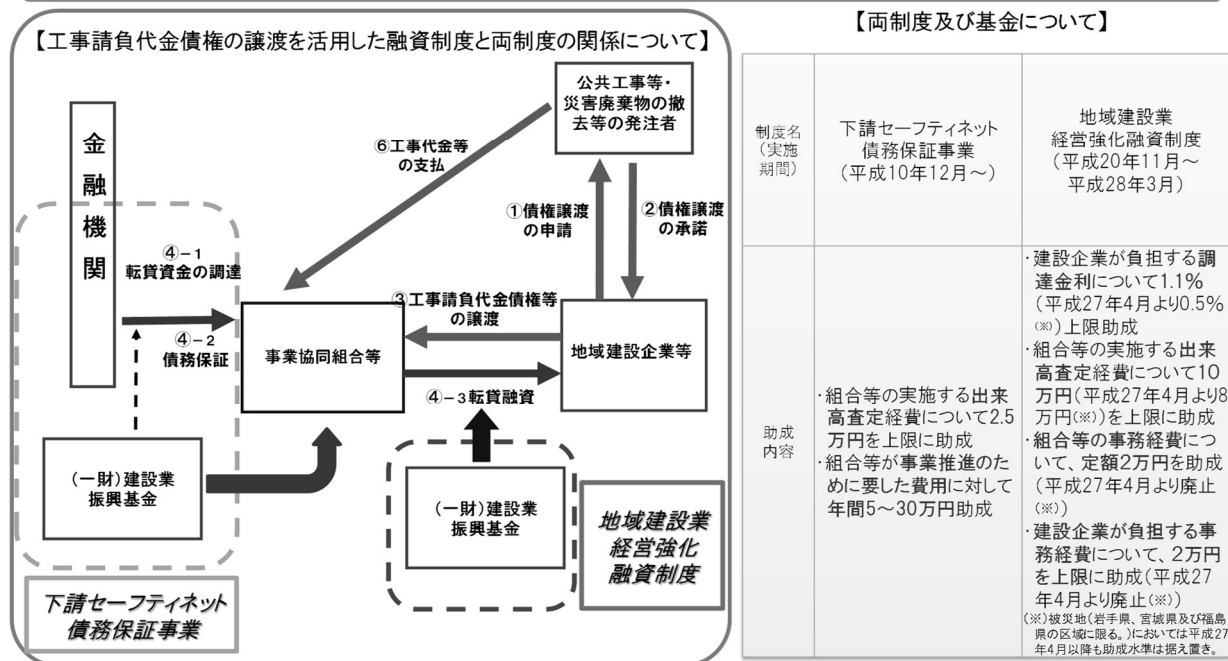 【工事請負代金債権の譲渡を活用した融資制度と両制度の関係について】
公共工事等・
災害廃棄物の撤
去等の発注者
金融機関
⑥工事代金等
の支払
①債権譲渡
の申請
②債権譲渡
の承諾
④-1
転貸資金の調達
③工事請負代金債権等
の譲渡
④-2
債務保証
事業協同組合等
地域建設企業等
④-3転貸融資
(一財)建設業
振興基金
(一財)建設業
振興基金
地域建設業
経営強化
融資制度
下請セーフティネット
債務保証事業
【両制度及び基金について】
制度名
(実施
期間)
下請セーフティネット
債務保証事業
(平成10年12月~)
地域建設業
経営強化融資制度
(平成20年11月~
平成28年3月)
助成
内容
・組合等の実施する出来
高査定経費について2.5
万円を上限に助成
・組合等が事業推進のた
めに要した費用に対して
年間5~30万円助成
・建設企業が負担する調
達金利について1.1%
(平成27年4月より0.5%
(※))上限助成
・組合等の実施する出来
高査定経費について10
万円(平成27年4月より8
万円(※))を上限に助成
・組合等の事務経費につ
いて、定額2万円を助成
(平成27年4月より廃止
(※))
・建設企業が負担する事
務経費について、2万円
を上限に助成(平成27
年4月より廃止(※))
(※)被災地(岩手県、宮城県及び福島
県の区域に限る。)においては平成27
年4月以降も助成水準は据え置き。